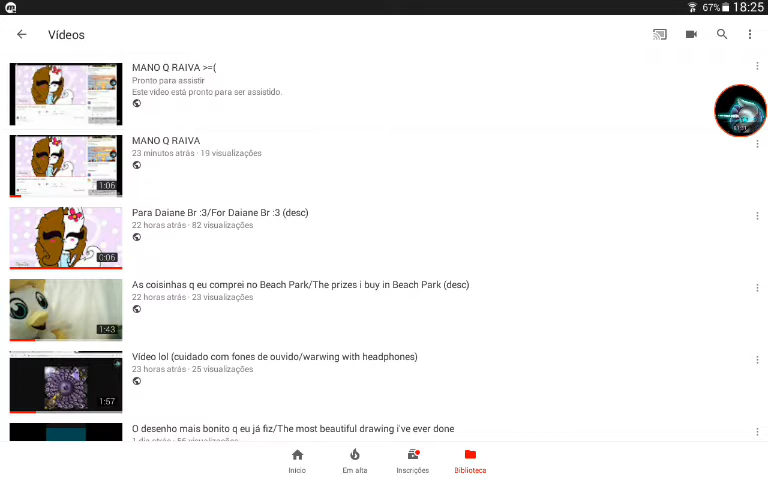 67% 18:25
Vídeos
MANO Q RAIVA >=(
Pronto para assistir
Este vídeo está pronto para ser assistido.
MANO Q RAIVA
23 minutos atrás · 19 visualizações
1:06
Para Daiane Br :3/For Daiane Br :3 (desc)
22 horas atrás · 82 visualizações
0:06
As coisinhas q eu comprei no Beach Park/The prizes i buy in Beach Park (desc)
22 horas atrás · 23 visualizações
1:43
Vídeo lol (cuidado com fones de ouvido/warwing with headphones)
23 horas atrás · 25 visualizações
1:57
O desenho mais bonito q eu já fiz/The most beautiful drawing i've ever done
1 dia atrás · 56 visualizações
Início Em alta Inscrições Biblioteca